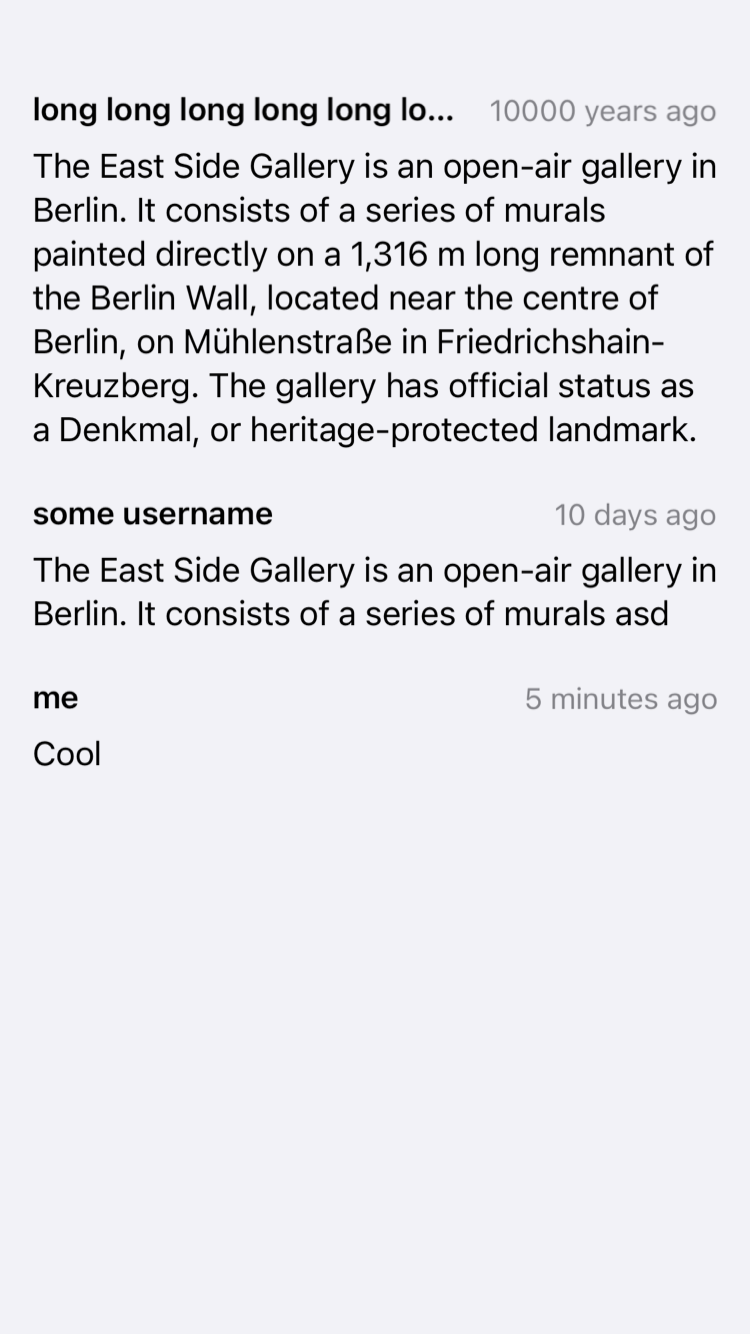 long long long long long lo... 10000 years ago
The East Side Gallery is an open-air gallery in
Berlin. It consists of a series of murals
painted directly on a 1,316 m long remnant of
the Berlin Wall, located near the centre of
Berlin, on Mühlenstraße in Friedrichshain-
Kreuzberg. The gallery has official status as
a Denkmal, or heritage-protected landmark.
some username 10 days ago
The East Side Gallery is an open-air gallery in
Berlin. It consists of a series of murals asd
me 5 minutes ago
Cool